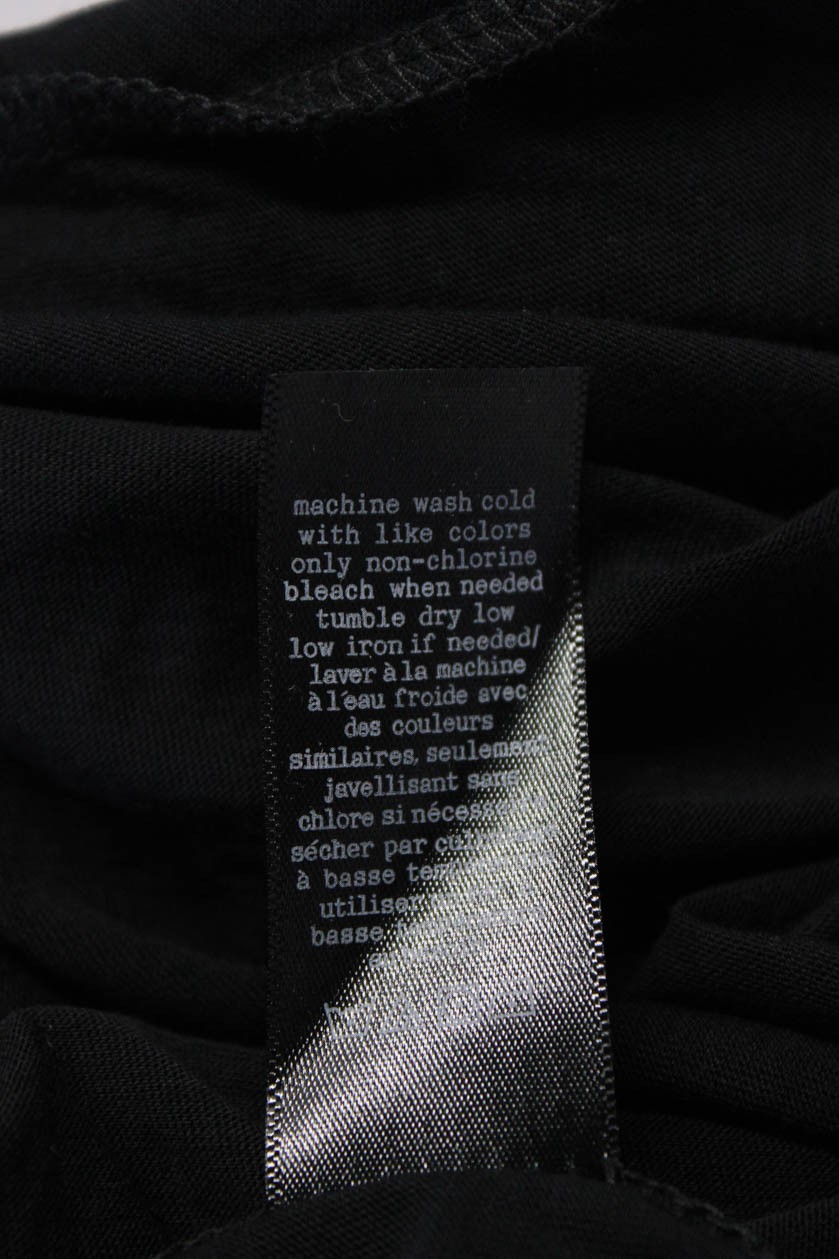 machine wash cold
with like colors
only non-chlorine
bleach when needed
tumble dry low
low iron if needed/
laver à la machine
à l'eau froide avec
des couleurs
similaires, seulement
javellisant sans
chlore si nécessaire
sécher par
à basse
utiliser
basse